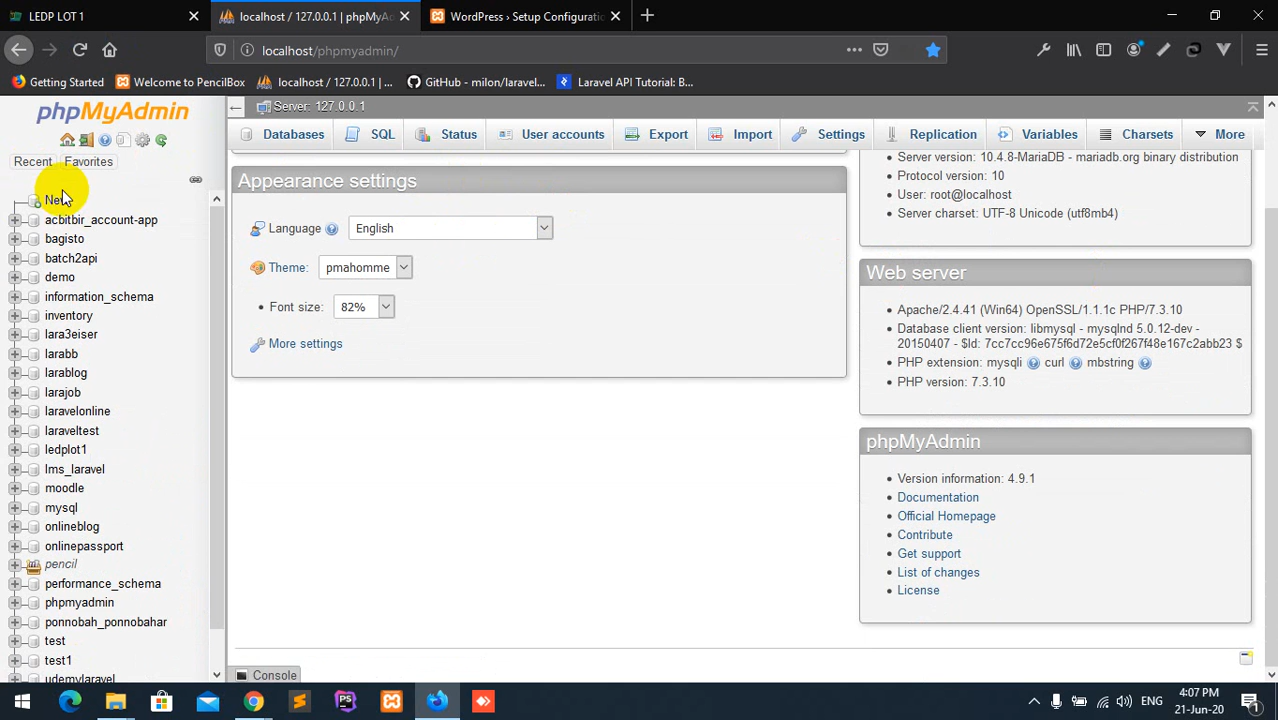 LEDP LOT 1
localhost / 127.0.0.1 | phpMyAd
WordPress › Setup Configuratio
localhost/phpmyadmin/
Getting Started
Welcome to PencilBox
localhost / 127.0.0.1 | ...
GitHub - milon/laravel...
Laravel API Tutorial: B...
phpMyAdmin
Server: 127.0.0.1
Databases
SQL
Status
User accounts
Export
Import
Settings
Replication
Variables
Charsets
More
Recent
Favorites
New
acbitbir_account-app
bagisto
batch2api
demo
information_schema
inventory
lara3eiser
larabb
larablog
larajob
laravelonline
laraveltest
ledplot1
lms_laravel
moodle
mysql
onlineblog
onlinepassport
pencil
performance_schema
phpmyadmin
ponnobah_ponnobahar
test
test1
udemylaravel
Appearance settings
Language
English
Theme:
pmahomme
• Font size:
82%
More settings
• Server version: 10.4.8-MariaDB - mariadb.org binary distribution
• Protocol version: 10
• User: root@localhost
• Server charset: UTF-8 Unicode (utf8mb4)
Web server
• Apache/2.4.41 (Win64) OpenSSL/1.1.1c PHP/7.3.10
• Database client version: libmysql - mysqlnd 5.0.12-dev -
20150407 - $Id: 7cc7cc96e675f6d72e5cf0f267f48e167c2abb23 $
• PHP extension: mysqli curl mbstring
• PHP version: 7.3.10
phpMyAdmin
• Version information: 4.9.1
• Documentation
• Official Homepage
• Contribute
• Get support
• List of changes
• License
Console
ENG
4:07 PM
21-Jun-20